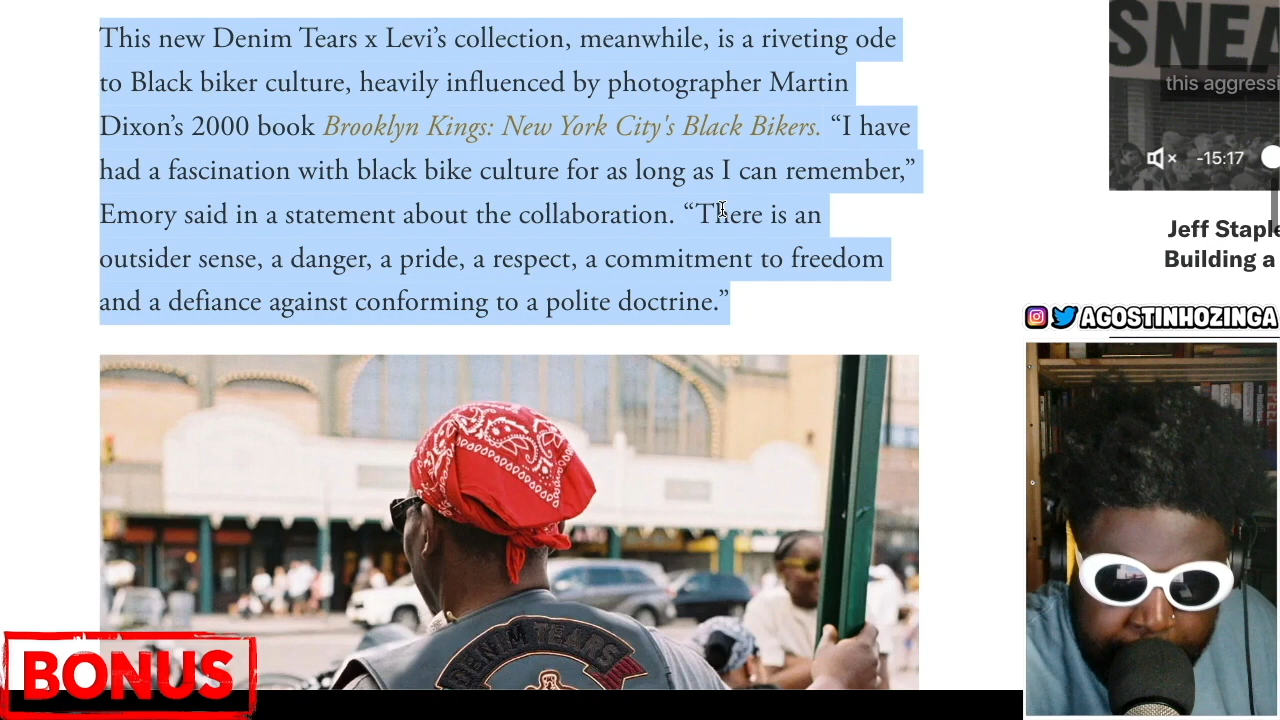 This new Denim Tears x Levi’s collection, meanwhile, is a riveting ode
to Black biker culture, heavily influenced by photographer Martin
Dixon’s 2000 book Brooklyn Kings: New York City's Black Bikers. “I have
had a fascination with black bike culture for as long as I can remember,”
Emory said in a statement about the collaboration. “There is an
outsider sense, a danger, a pride, a respect, a commitment to freedom
and a defiance against conforming to a polite doctrine.”
this aggressi
-15:17
Jeff Staple
Building a
AGOSTINHOZINGA
DENIM TEARS
BONUS